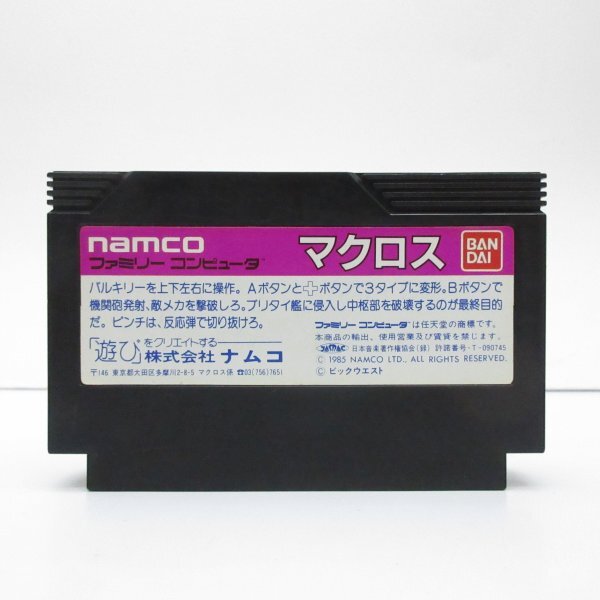 namco
ファミリー コンピュータ™
マクロス
BAN
DAI
バルキリーを上下左右に操作。Aボタンと✛ボタンで3タイプに変形。Bボタンで
機関砲発射、敵メカを撃破しろ。ブリタイ艦に侵入し中枢部を破壊するのが最終目的
だ。ピンチは、反応弾で切り抜けろ。
「遊び」をクリエイトする——
株式会社 ナムコ
〒146 東京都大田区多摩川2-8-5 マクロス係 ☎03(756)7651
ファミリー コンピュータ™は任天堂の商標です。
本商品の輸出、使用営業及び賃貸を禁じます。
日本音楽著作権協会(録) 許諾番号-T-090745
© 1985 NAMCO LTD., ALL RIGHTS RESERVED.
© ビックウエスト